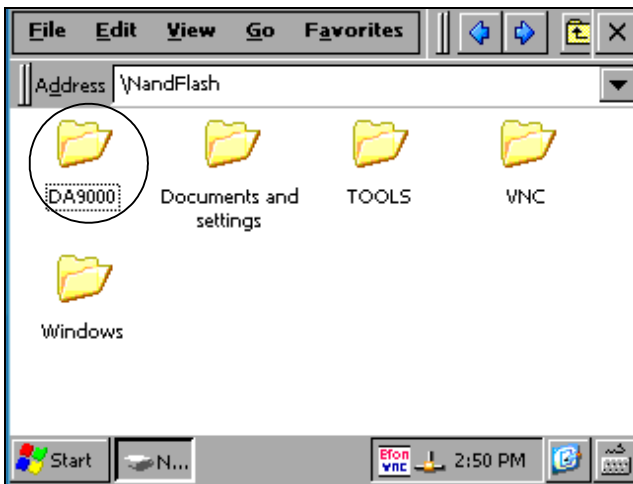 File Edit View Go Favorites
Address \NandFlash
DA9000 Documents and settings TOOLS VNC
Windows
Start N... Efon VNC 2:50 PM